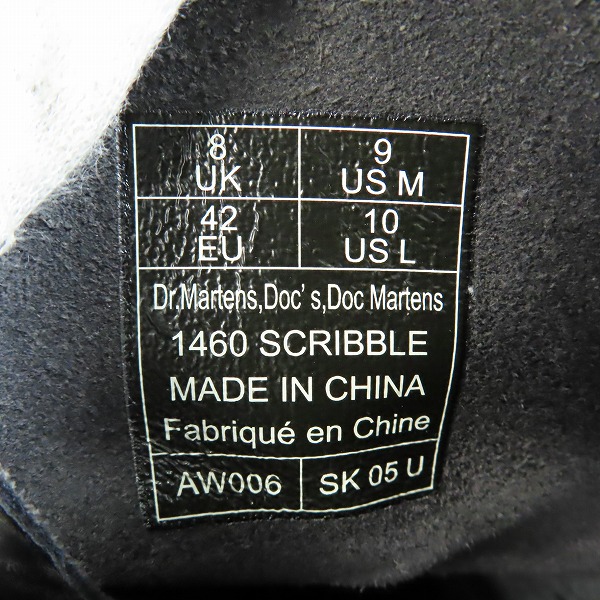 8 UK
9 US M
42 EU
10 US L
Dr.Martens,Doc's,Doc Martens
1460 SCRIBBLE
MADE IN CHINA
Fabriqué en Chine
AW006
SK 05 U